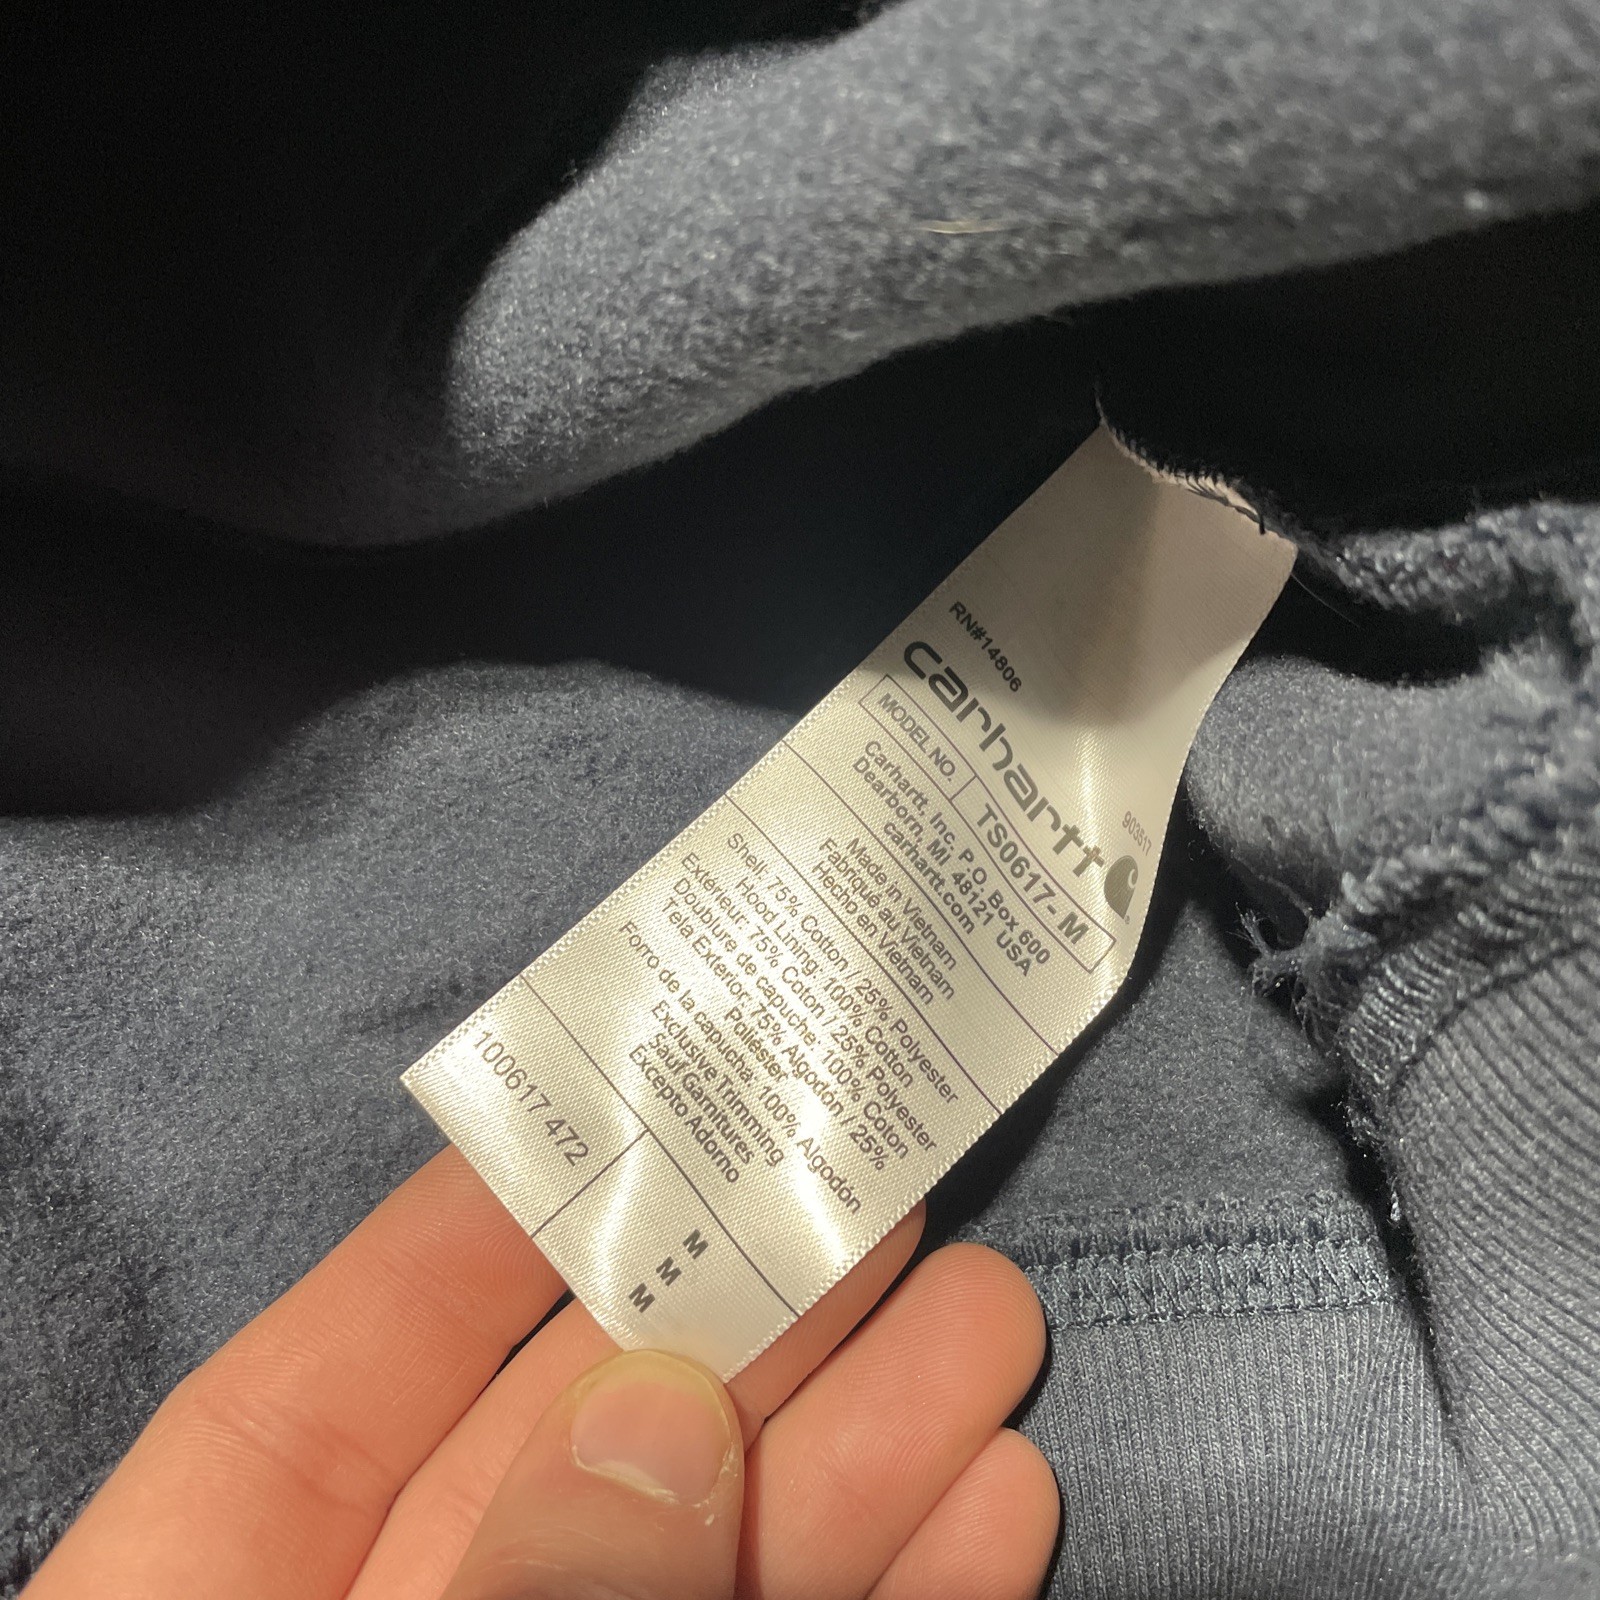 RN#14806
903517
carhartt
MODEL NO. TS0617-M
Carhartt, Inc. P.O. Box 600
Dearborn, MI 48121 USA
carhartt.com
Made in Vietnam
Fabriqué au Vietnam
Hecho en Vietnam
Shell: 75% Cotton / 25% Polyester
Hood Lining: 100% Cotton
Extérieur: 75% Coton / 25% Polyester
Doublure de capuche: 100% Coton
Tela Exterior: 75% Algodón / 25%
Poliéster
Forro de la capucha: 100% Algodón
Exclusive Trimming
Sauf Garnitures
Excepto Adorno
100617 472
M
M
M